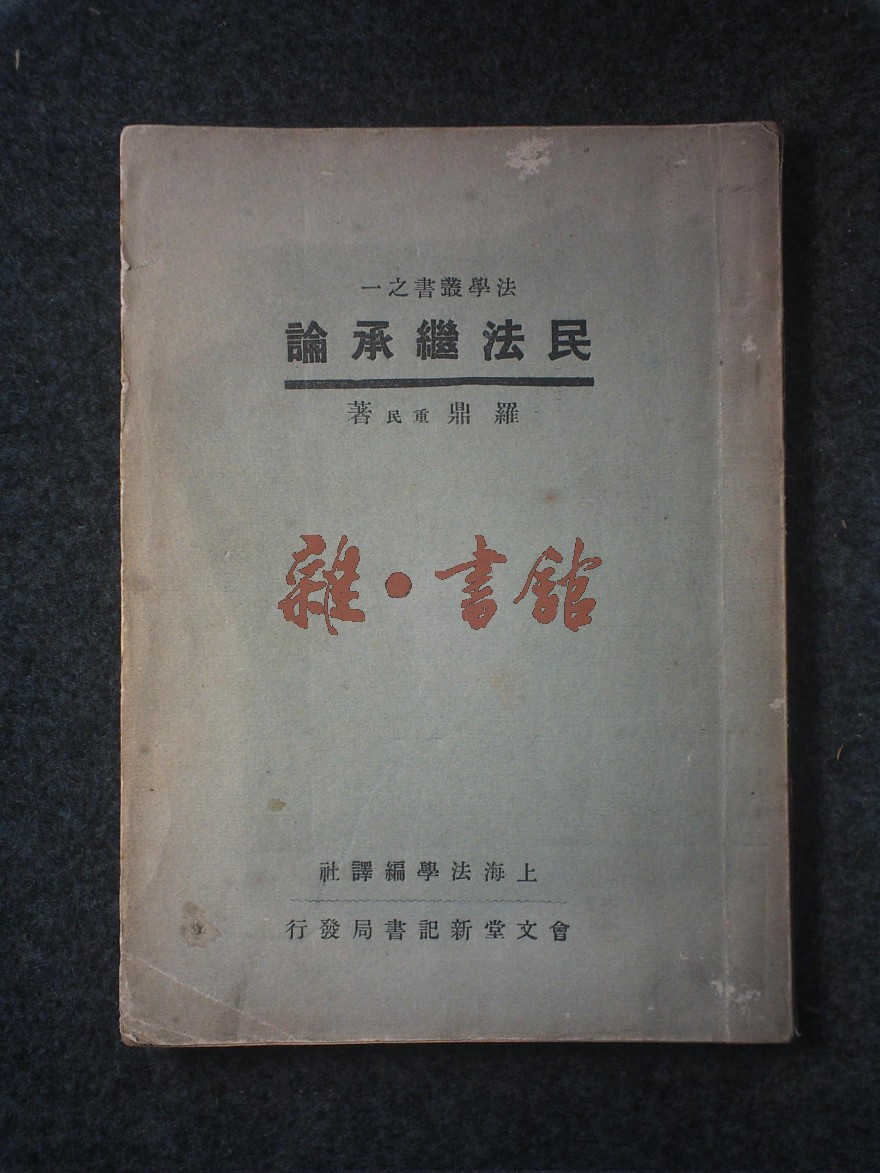 法學叢書之一
民法繼承論
羅鼎重民著
雜・書館
上海法學編譯社
會文堂新記書局發行